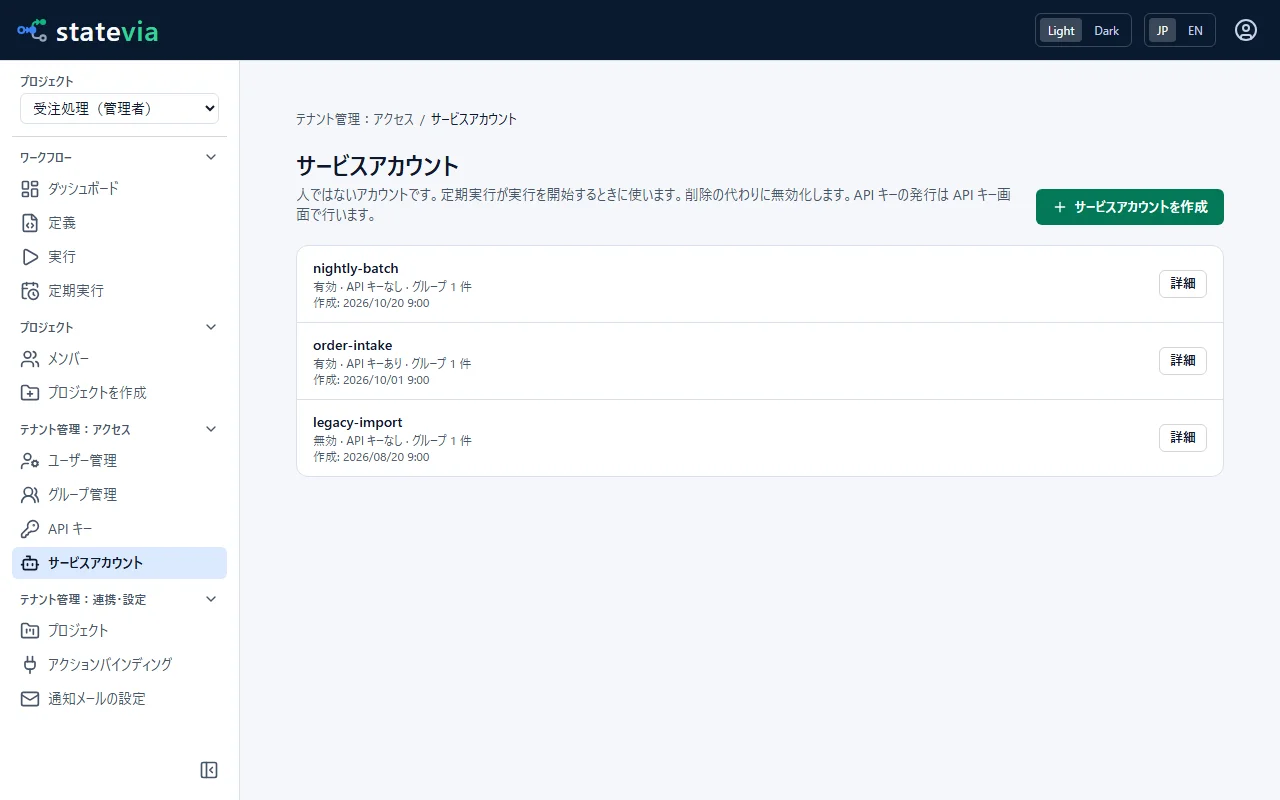 statevia
Light Dark
JP EN
プロジェクト
受注処理（管理者）
ワークフロー
ダッシュボード
定義
実行
定期実行
プロジェクト
メンバー
プロジェクトを作成
テナント管理：アクセス
ユーザー管理
グループ管理
API キー
サービスアカウント
テナント管理：連携・設定
プロジェクト
アクションバインディング
通知メールの設定
テナント管理：アクセス / サービスアカウント
サービスアカウント
人ではないアカウントです。定期実行が実行を開始するときに使います。削除の代わりに無効化します。API キーの発行は API キー画
面で行います。
サービスアカウントを作成
nightly-batch
有効 · API キーなし · グループ 1 件
作成: 2026/10/20 9:00
詳細
order-intake
有効 · API キーあり · グループ 1 件
作成: 2026/10/01 9:00
詳細
legacy-import
無効 · API キーなし · グループ 1 件
作成: 2026/08/20 9:00
詳細